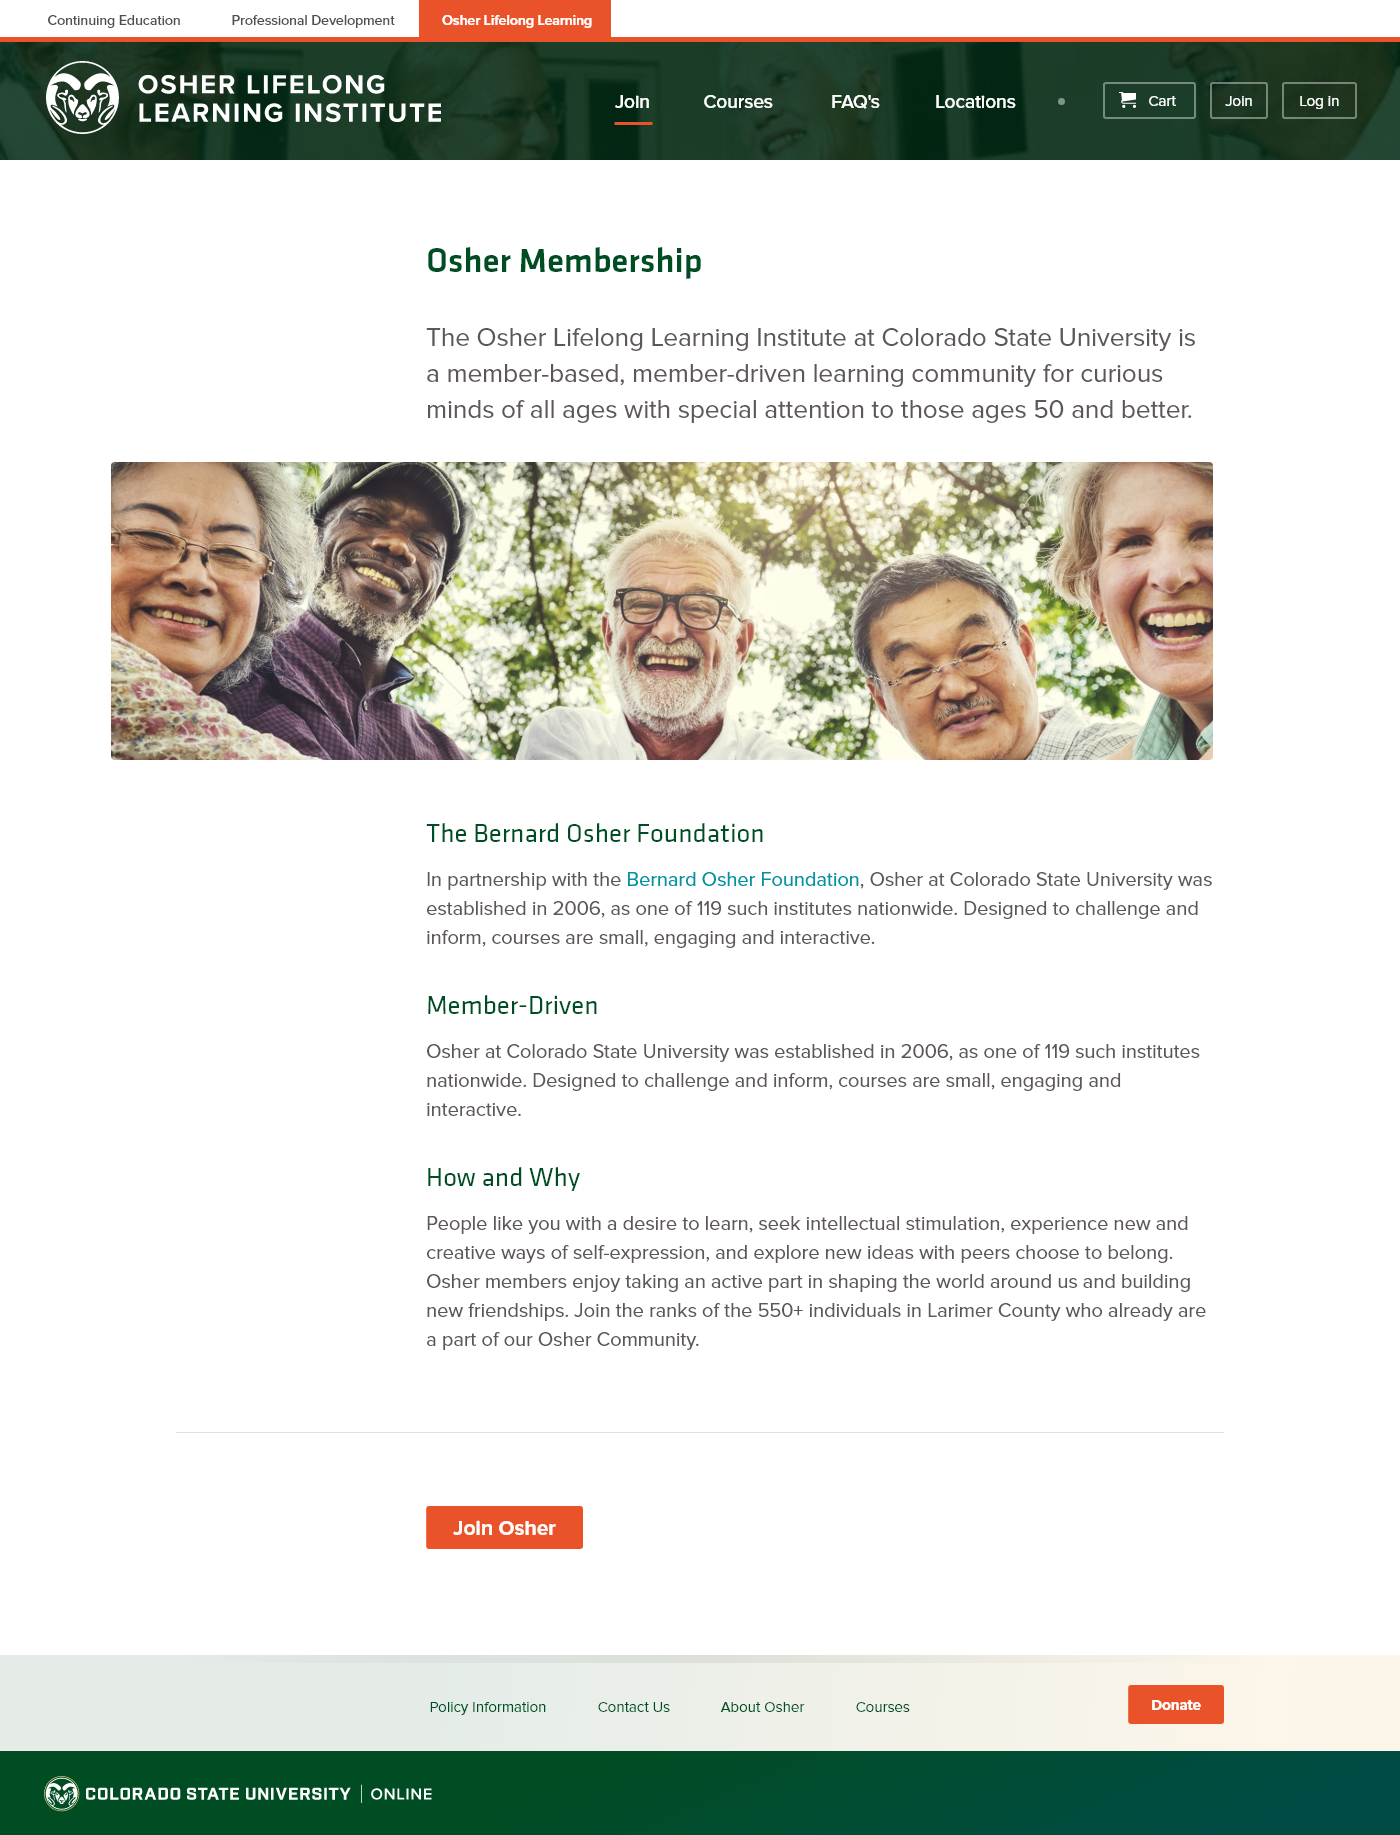 Continuing Education
Professional Development
Osher Lifelong Learning
OSHER LIFELONG
LEARNING INSTITUTE
Join
Courses
FAQ's
Locations
Cart
Join
Log in
Osher Membership
The Osher Lifelong Learning Institute at Colorado State University is
a member-based, member-driven learning community for curious
minds of all ages with special attention to those ages 50 and better.
The Bernard Osher Foundation
In partnership with the Bernard Osher Foundation, Osher at Colorado State University was
established in 2006, as one of 119 such institutes nationwide. Designed to challenge and
inform, courses are small, engaging and interactive.
Member-Driven
Osher at Colorado State University was established in 2006, as one of 119 such institutes
nationwide. Designed to challenge and inform, courses are small, engaging and
interactive.
How and Why
People like you with a desire to learn, seek intellectual stimulation, experience new and
creative ways of self-expression, and explore new ideas with peers choose to belong.
Osher members enjoy taking an active part in shaping the world around us and building
new friendships. Join the ranks of the 550+ individuals in Larimer County who already are
a part of our Osher Community.
Join Osher
Policy Information
Contact Us
About Osher
Courses
Donate
COLORADO STATE UNIVERSITY | ONLINE